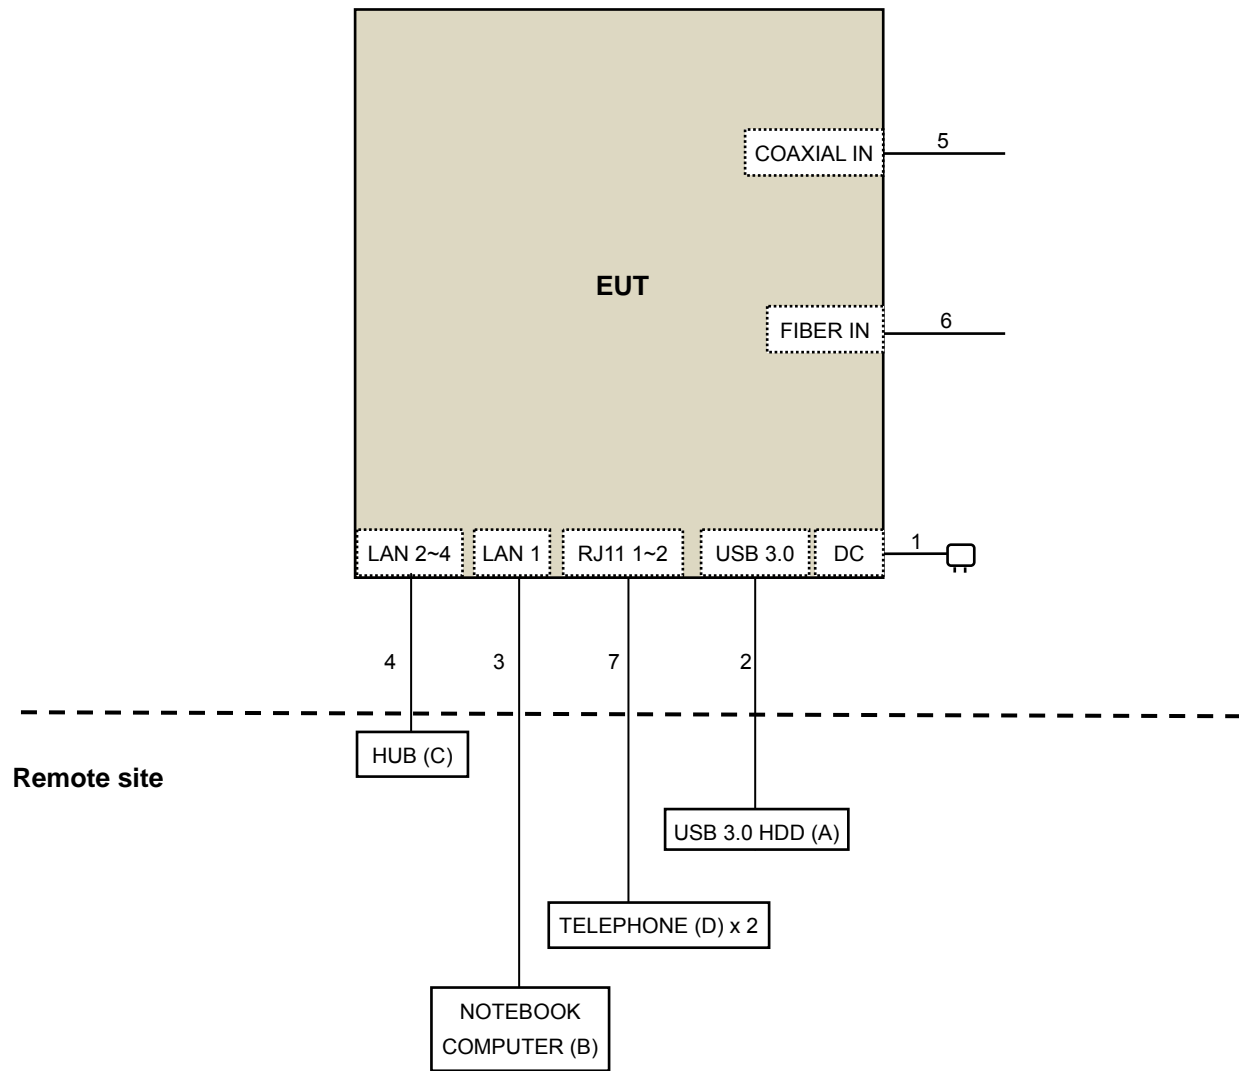 COAXIAL IN
5
EUT
FIBER IN
6
LAN 2~4
LAN 1
RJ11 1~2
USB 3.0
DC
1
4
3
7
2
HUB (C)
Remote site
USB 3.0 HDD (A)
TELEPHONE (D) x 2
NOTEBOOK
COMPUTER (B)